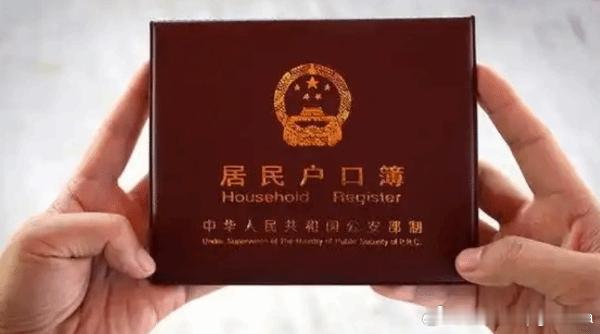 居民户口簿
Household Register
中华人民共和国公安部制
Under Supervision of The Ministry of Public Security of P.R.C.